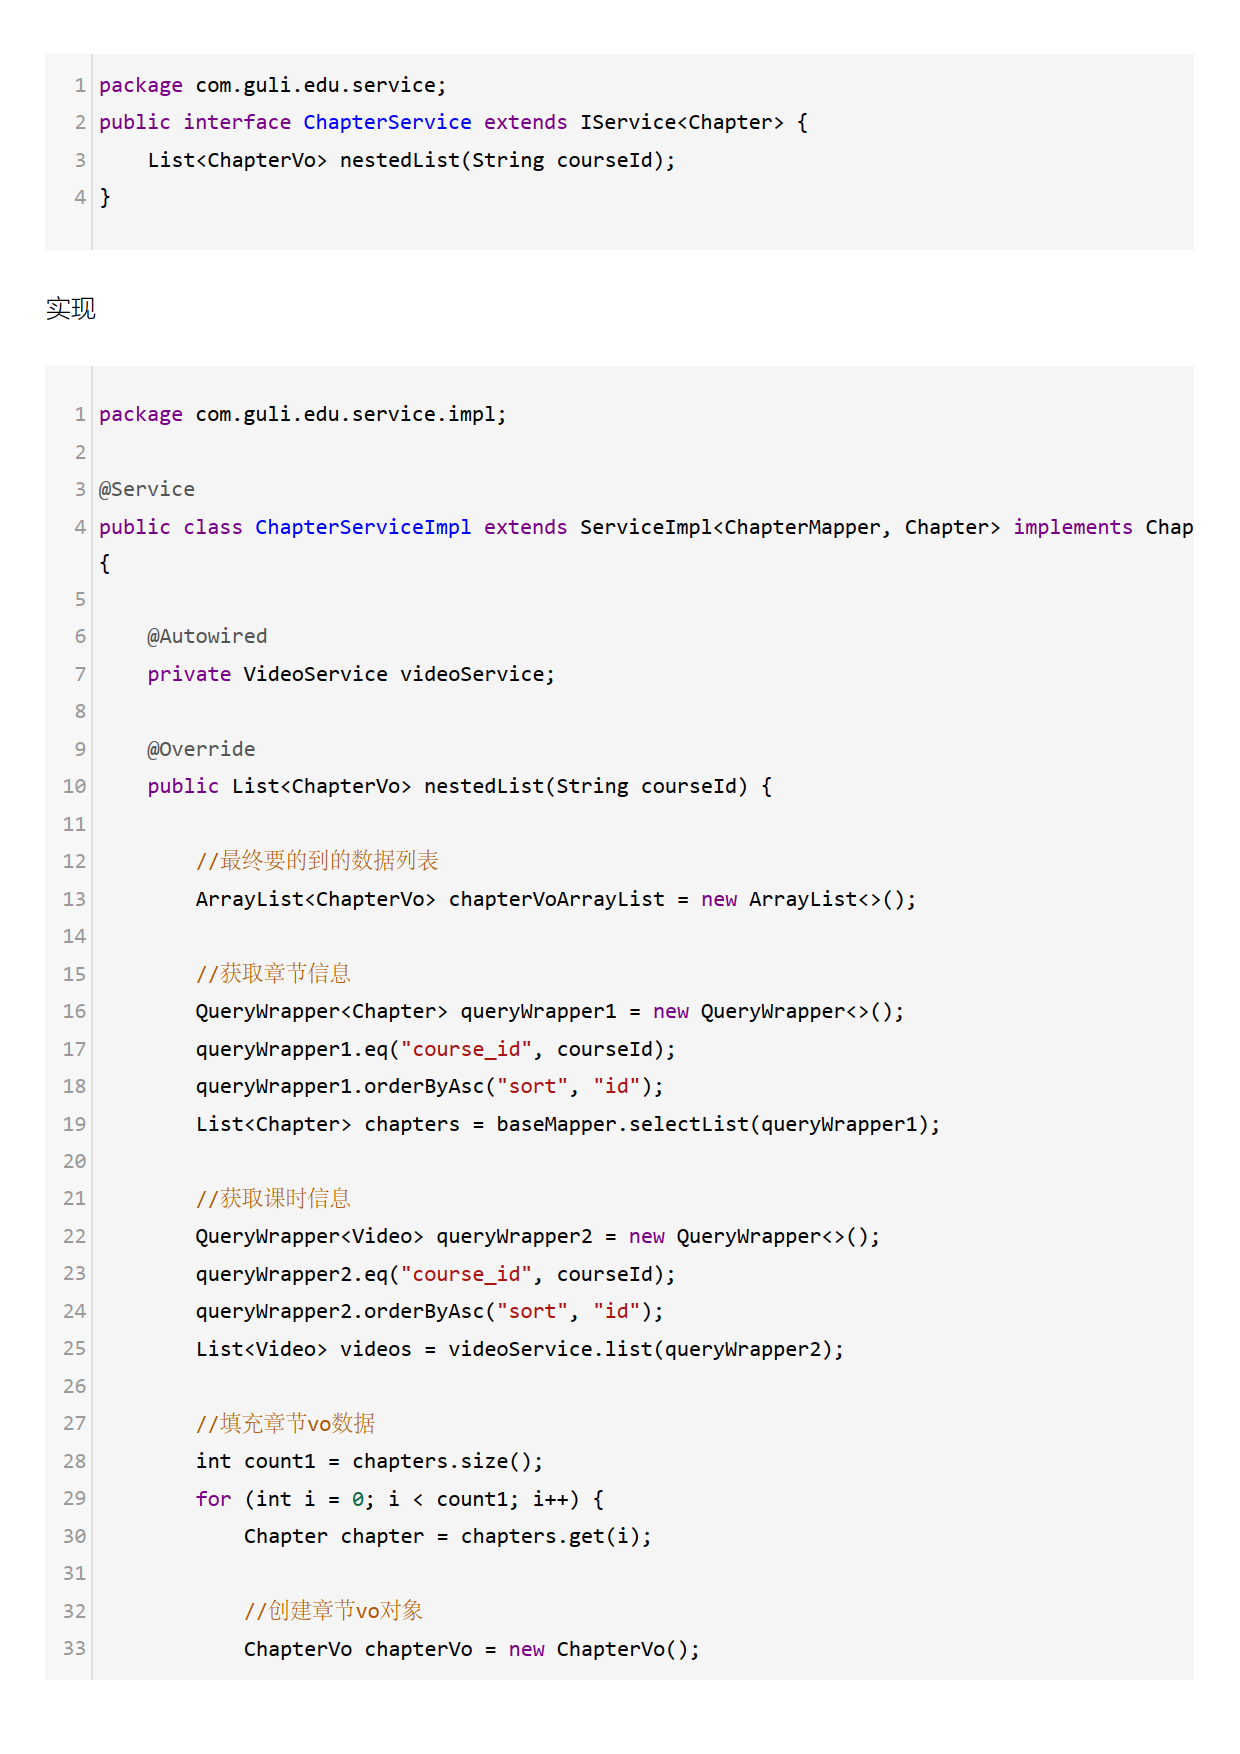 1 package com.guli.edu.service;
2 public interface ChapterService extends IService<Chapter> {
3     List<ChapterVo> nestedList(String courseId);
4 }
实现
1 package com.guli.edu.service.impl;
2
3 @Service
4 public class ChapterServiceImpl extends ServiceImpl<ChapterMapper, Chapter> implements Chap
{
5
6     @Autowired
7     private VideoService videoService;
8
9     @Override
10     public List<ChapterVo> nestedList(String courseId) {
11
12         //最终要的到的数据列表
13         ArrayList<ChapterVo> chapterVoArrayList = new ArrayList<>();
14
15         //获取章节信息
16         QueryWrapper<Chapter> queryWrapper1 = new QueryWrapper<>();
17         queryWrapper1.eq("course_id", courseId);
18         queryWrapper1.orderByAsc("sort", "id");
19         List<Chapter> chapters = baseMapper.selectList(queryWrapper1);
20
21         //获取课时信息
22         QueryWrapper<Video> queryWrapper2 = new QueryWrapper<>();
23         queryWrapper2.eq("course_id", courseId);
24         queryWrapper2.orderByAsc("sort", "id");
25         List<Video> videos = videoService.list(queryWrapper2);
26
27         //填充章节vo数据
28         int count1 = chapters.size();
29         for (int i = 0; i < count1; i++) {
30             Chapter chapter = chapters.get(i);
31
32             //创建章节vo对象
33             ChapterVo chapterVo = new ChapterVo();